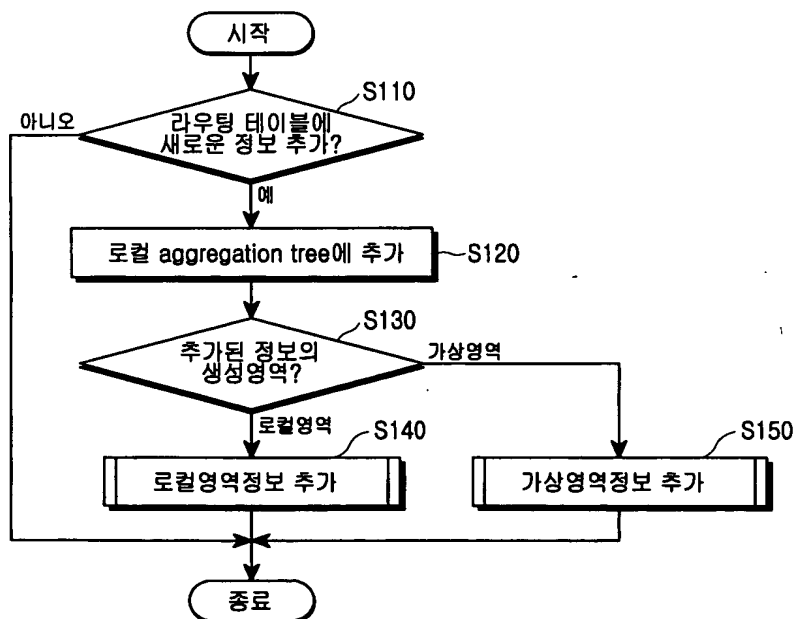 시작
S110
아니오
라우팅 테이블에
새로운 정보 추가?
예
로컬 aggregation tree에 추가
S120
S130
추가된 정보의
생성영역?
가상영역
로컬영역
S140
S150
로컬영역정보 추가
가상영역정보 추가
종료